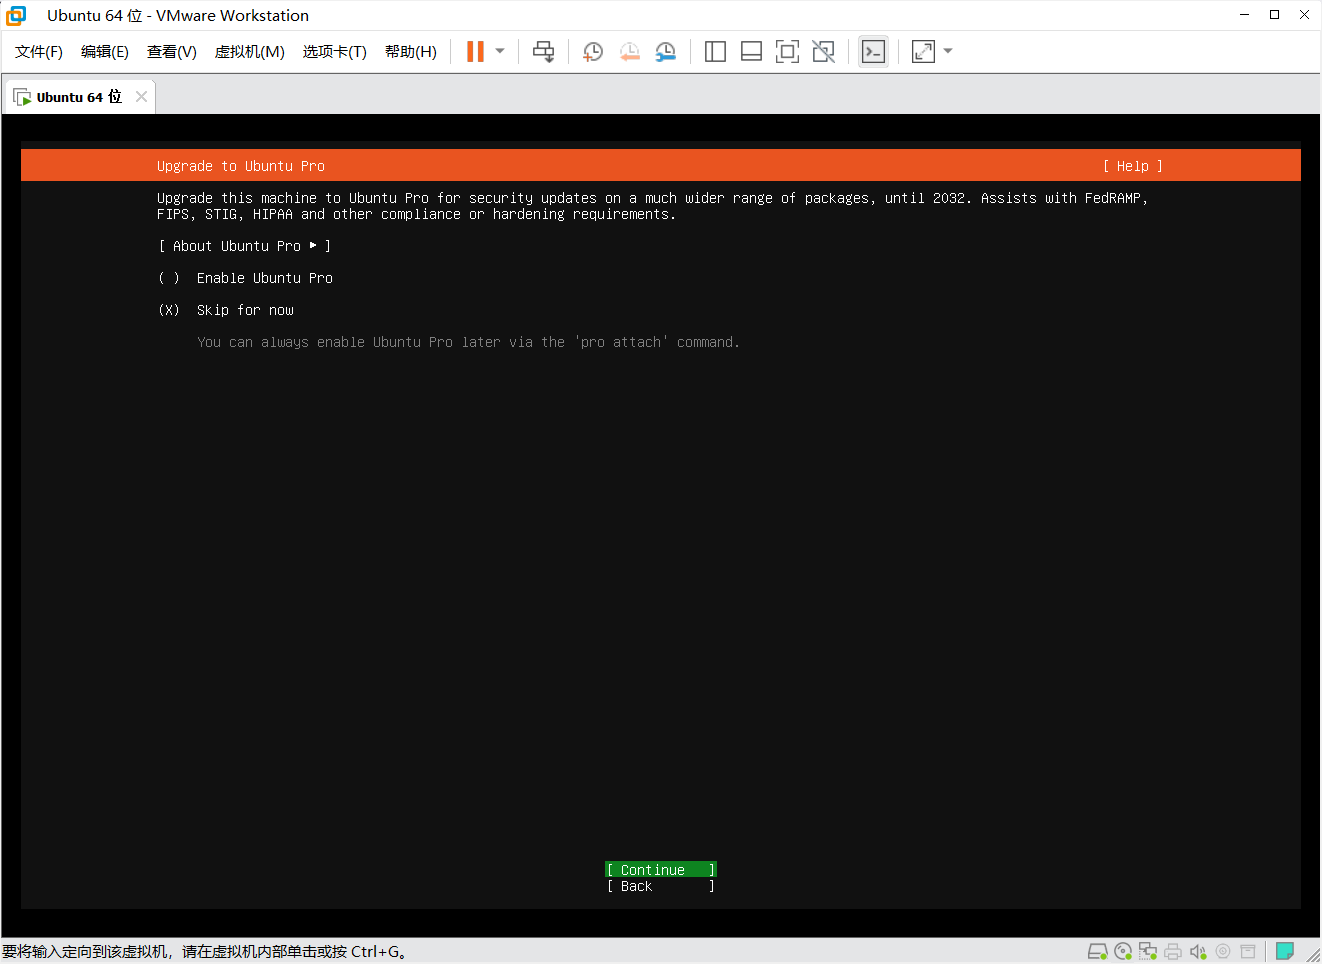 Ubuntu 64 位 - VMware Workstation
文件(F) 编辑(E) 查看(V) 虚拟机(M) 选项卡(T) 帮助(H)
Ubuntu 64 位
Upgrade to Ubuntu Pro [ Help ]
Upgrade this machine to Ubuntu Pro for security updates on a much wider range of packages, until 2032. Assists with FedRAMP,
FIPS, STIG, HIPAA and other compliance or hardening requirements.
[ About Ubuntu Pro ▸ ]
( ) Enable Ubuntu Pro
(X) Skip for now
You can always enable Ubuntu Pro later via the 'pro attach' command.
[ Continue ]
[ Back ]
要将输入定向到该虚拟机，请在虚拟机内部单击或按 Ctrl+G。